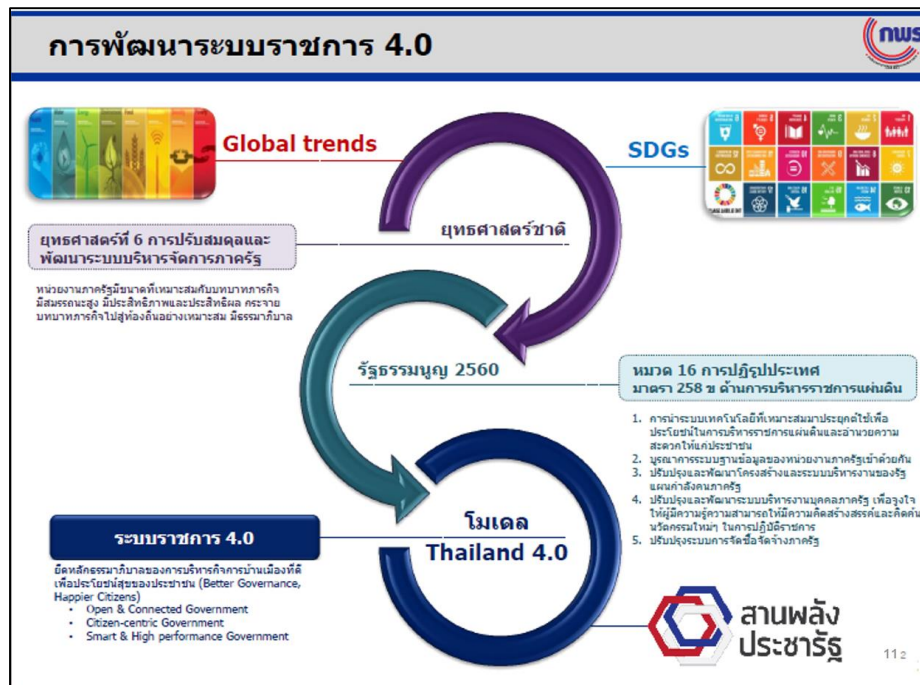 การพัฒนาระบบราชการ 4.0
กพร
Global trends
SDGs
ยุทธศาสตร์ชาติ
ยุทธศาสตร์ที่ 6 การปรับสมดุลและ
พัฒนาระบบบริหารจัดการภาครัฐ
หน่วยงานภาครัฐมีขนาดที่เหมาะสมกับบทบาทภารกิจ
มีสมรรถนะสูง มีประสิทธิภาพและประสิทธิผล กระจาย
บทบาทภารกิจไปสู่ท้องถิ่นอย่างเหมาะสม มีธรรมาภิบาล
รัฐธรรมนูญ 2560
หมวด 16 การปฏิรูปประเทศ
มาตรา 258 ข ด้านการบริหารราชการแผ่นดิน
1. การนำระบบเทคโนโลยีที่เหมาะสมมาประยุกต์ใช้เพื่อ
ประโยชน์ในการบริหารราชการแผ่นดินและอำนวยความ
สะดวกให้แก่ประชาชน
2. บูรณาการระบบฐานข้อมูลของหน่วยงานภาครัฐเข้าด้วยกัน
3. ปรับปรุงและพัฒนาโครงสร้างและระบบบริหารงานของรัฐ
แผนกำลังคนภาครัฐ
4. ปรับปรุงและพัฒนาระบบบริหารงานบุคคลภาครัฐ เพื่อจูงใจ
ให้ผู้มีความรู้ความสามารถให้มีความคิดสร้างสรรค์และคิดค้น
นวัตกรรมใหม่ๆ ในการปฏิบัติราชการ
5. ปรับปรุงระบบการจัดซื้อจัดจ้างภาครัฐ
โมเดล
Thailand 4.0
ระบบราชการ 4.0
ยึดหลักธรรมาภิบาลของการบริหารกิจการบ้านเมืองที่ดี
เพื่อประโยชน์สุขของประชาชน (Better Governance,
Happier Citizens)
• Open & Connected Government
• Citizen-centric Government
• Smart & High performance Government
สานพลัง
ประชารัฐ
11 2